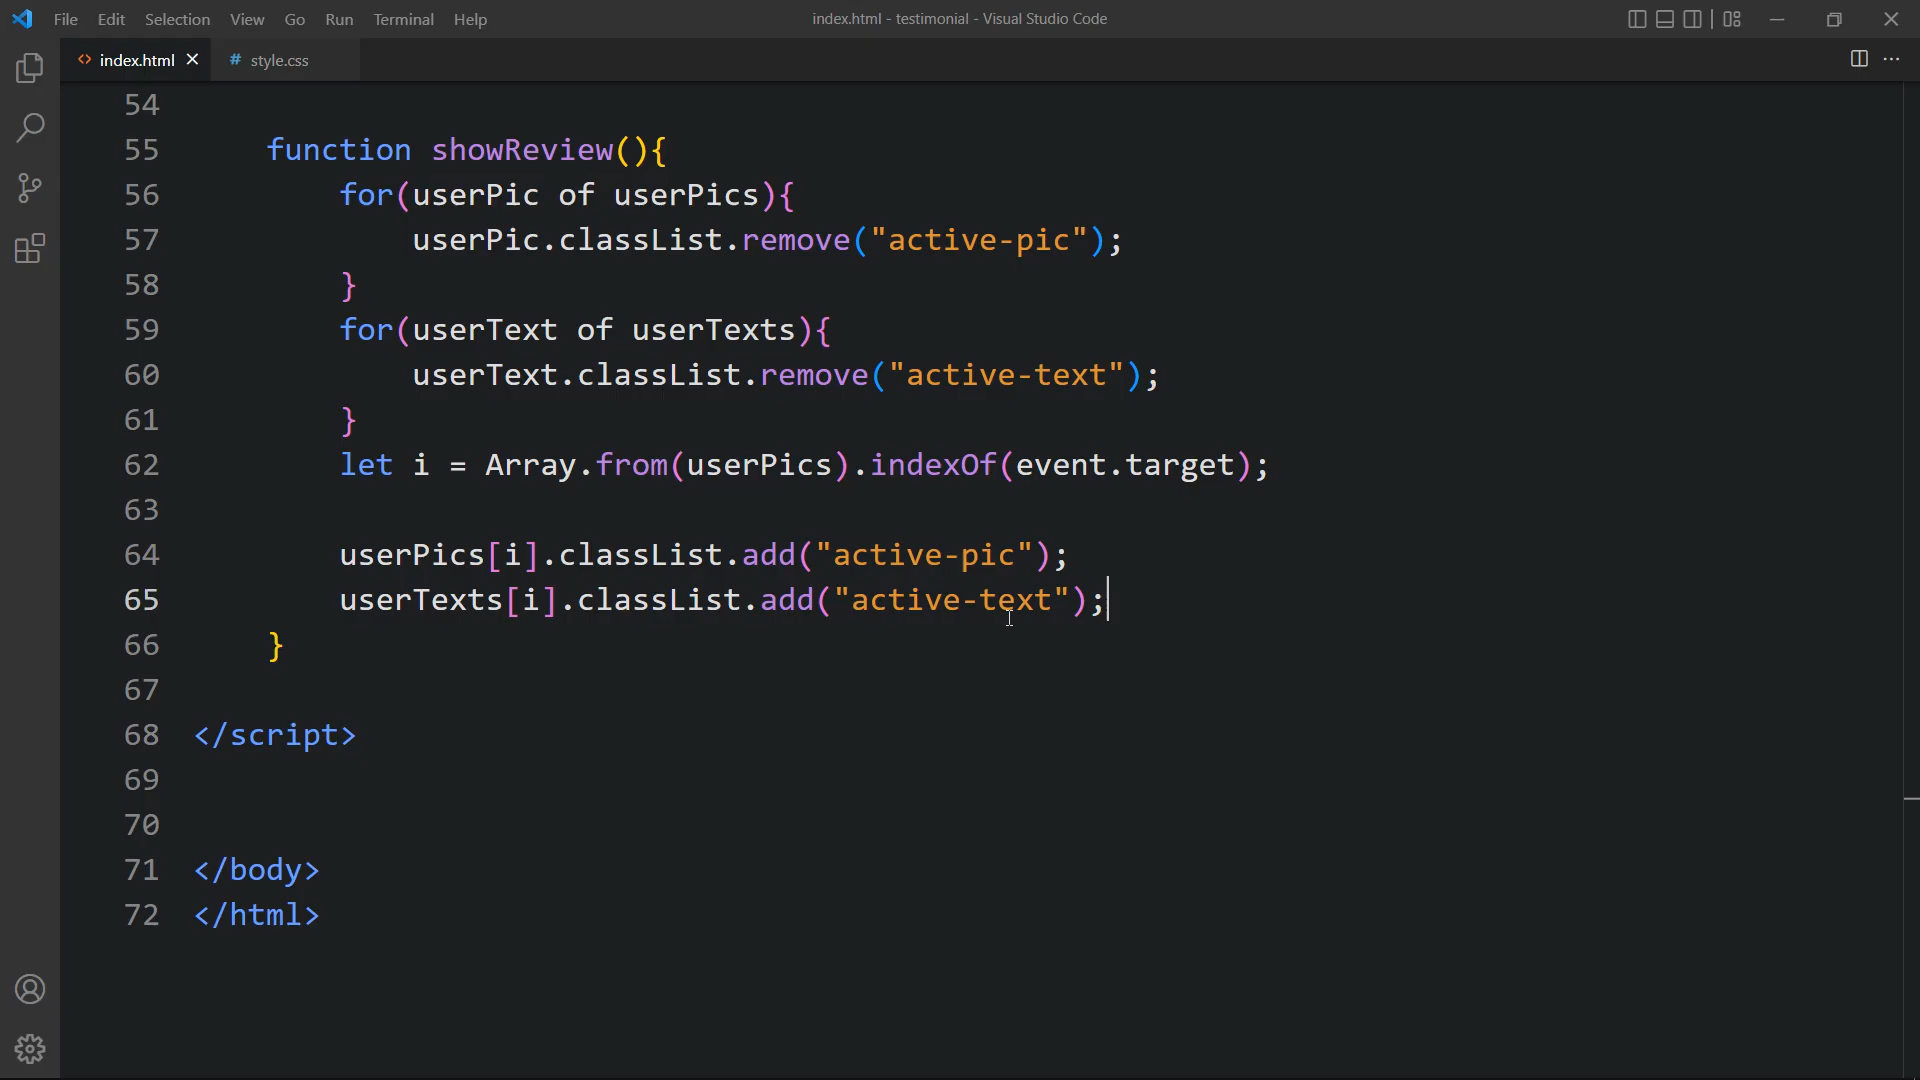 File Edit Selection View Go Run Terminal Help index.html - testimonial - Visual Studio Code
<> index.html # style.css
54
55 function showReview(){
56 for(userPic of userPics){
57 userPic.classList.remove("active-pic");
58 }
59 for(userText of userTexts){
60 userText.classList.remove("active-text");
61 }
62 let i = Array.from(userPics).indexOf(event.target);
63
64 userPics[i].classList.add("active-pic");
65 userTexts[i].classList.add("active-text");
66 }
67
68 </script>
69
70
71 </body>
72 </html>